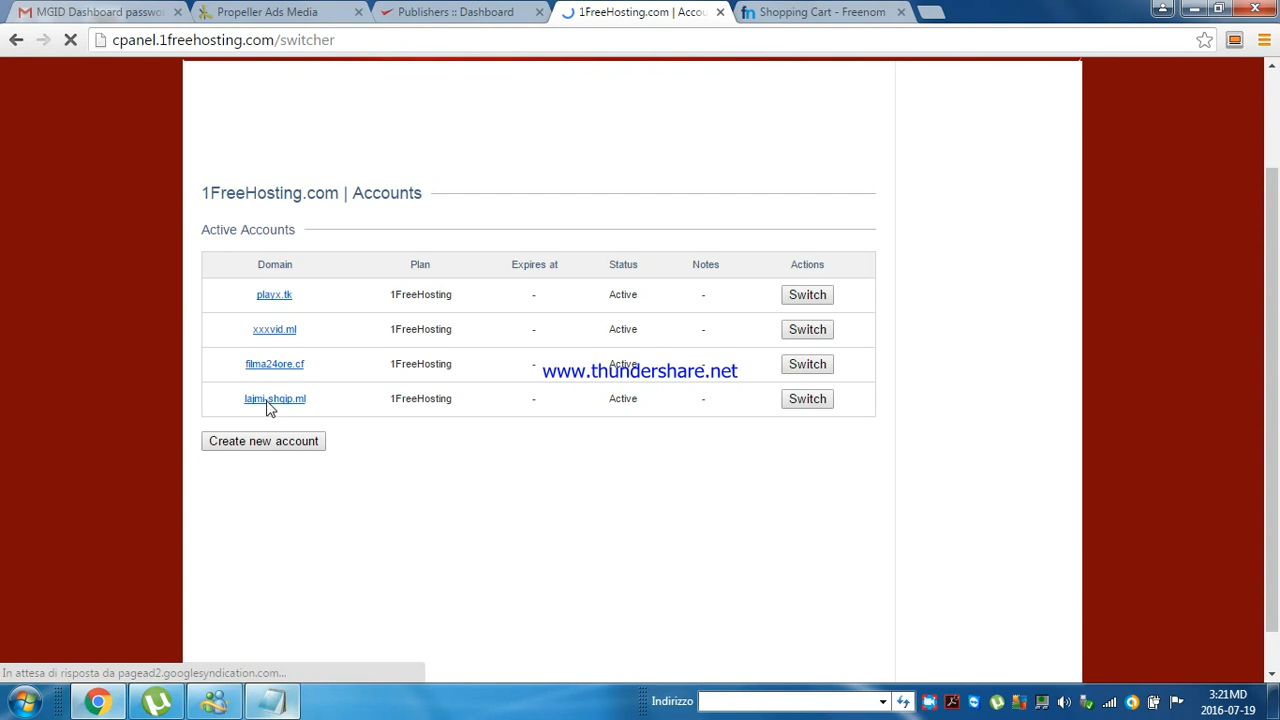 MGID Dashboard passwo
Propeller Ads Media
Publishers :: Dashboard
1FreeHosting.com | Accou
Shopping Cart - Freenom
cpanel.1freehosting.com/switcher
1FreeHosting.com | Accounts
Active Accounts
Domain Plan Expires at Status Notes Actions
playx.tk 1FreeHosting - Active - Switch
xxxvid.ml 1FreeHosting - Active - Switch
filma24ore.cf 1FreeHosting - Active - Switch
www.thundershare.net
lajmi-shqip.ml 1FreeHosting - Active - Switch
Create new account
In attesa di risposta da pagead2.googlesyndication.com...
Indirizzo
3:21MD
2016-07-19